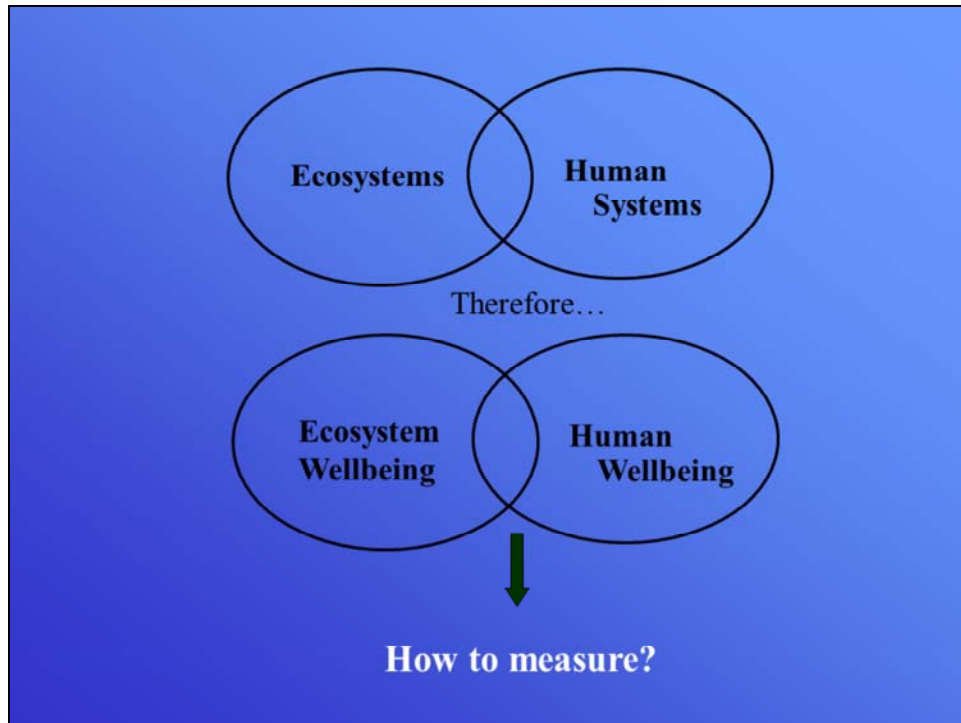 Ecosystems
Human
Systems
Therefore…
Ecosystem
Wellbeing
Human
Wellbeing
How to measure?